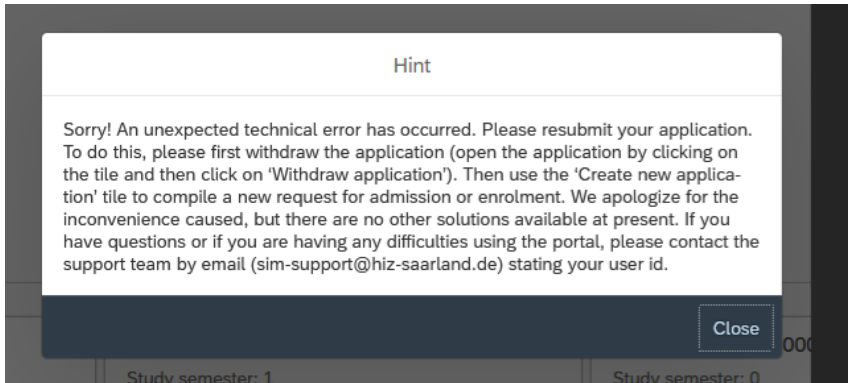 Hint
Sorry! An unexpected technical error has occurred. Please resubmit your application.
To do this, please first withdraw the application (open the application by clicking on
the tile and then click on ‘Withdraw application’). Then use the ‘Create new applica-
tion’ tile to compile a new request for admission or enrolment. We apologize for the
inconvenience caused, but there are no other solutions available at present. If you
have questions or if you are having any difficulties using the portal, please contact the
support team by email (sim-support@hiz-saarland.de) stating your user id.
Close
Study semester: 1
Study semester: 0